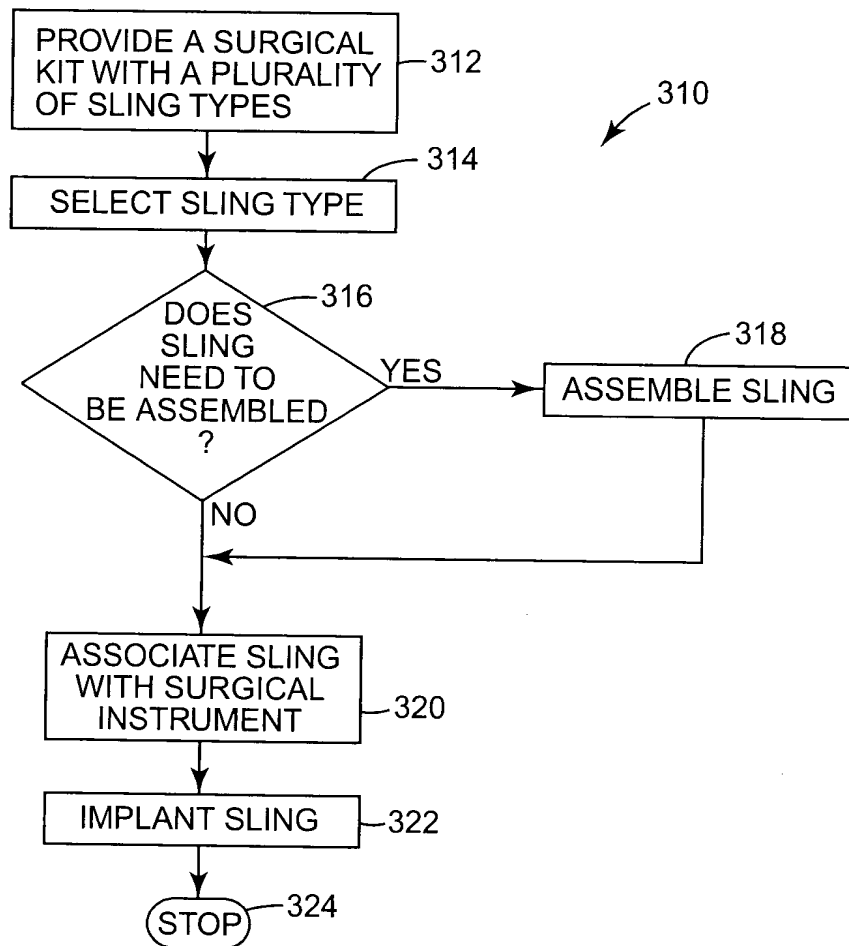 PROVIDE A SURGICAL
KIT WITH A PLURALITY
OF SLING TYPES
312
310
314
SELECT SLING TYPE
316
DOES
SLING
NEED TO
BE ASSEMBLED
?
YES
318
ASSEMBLE SLING
NO
ASSOCIATE SLING
WITH SURGICAL
INSTRUMENT
320
IMPLANT SLING
322
STOP
324